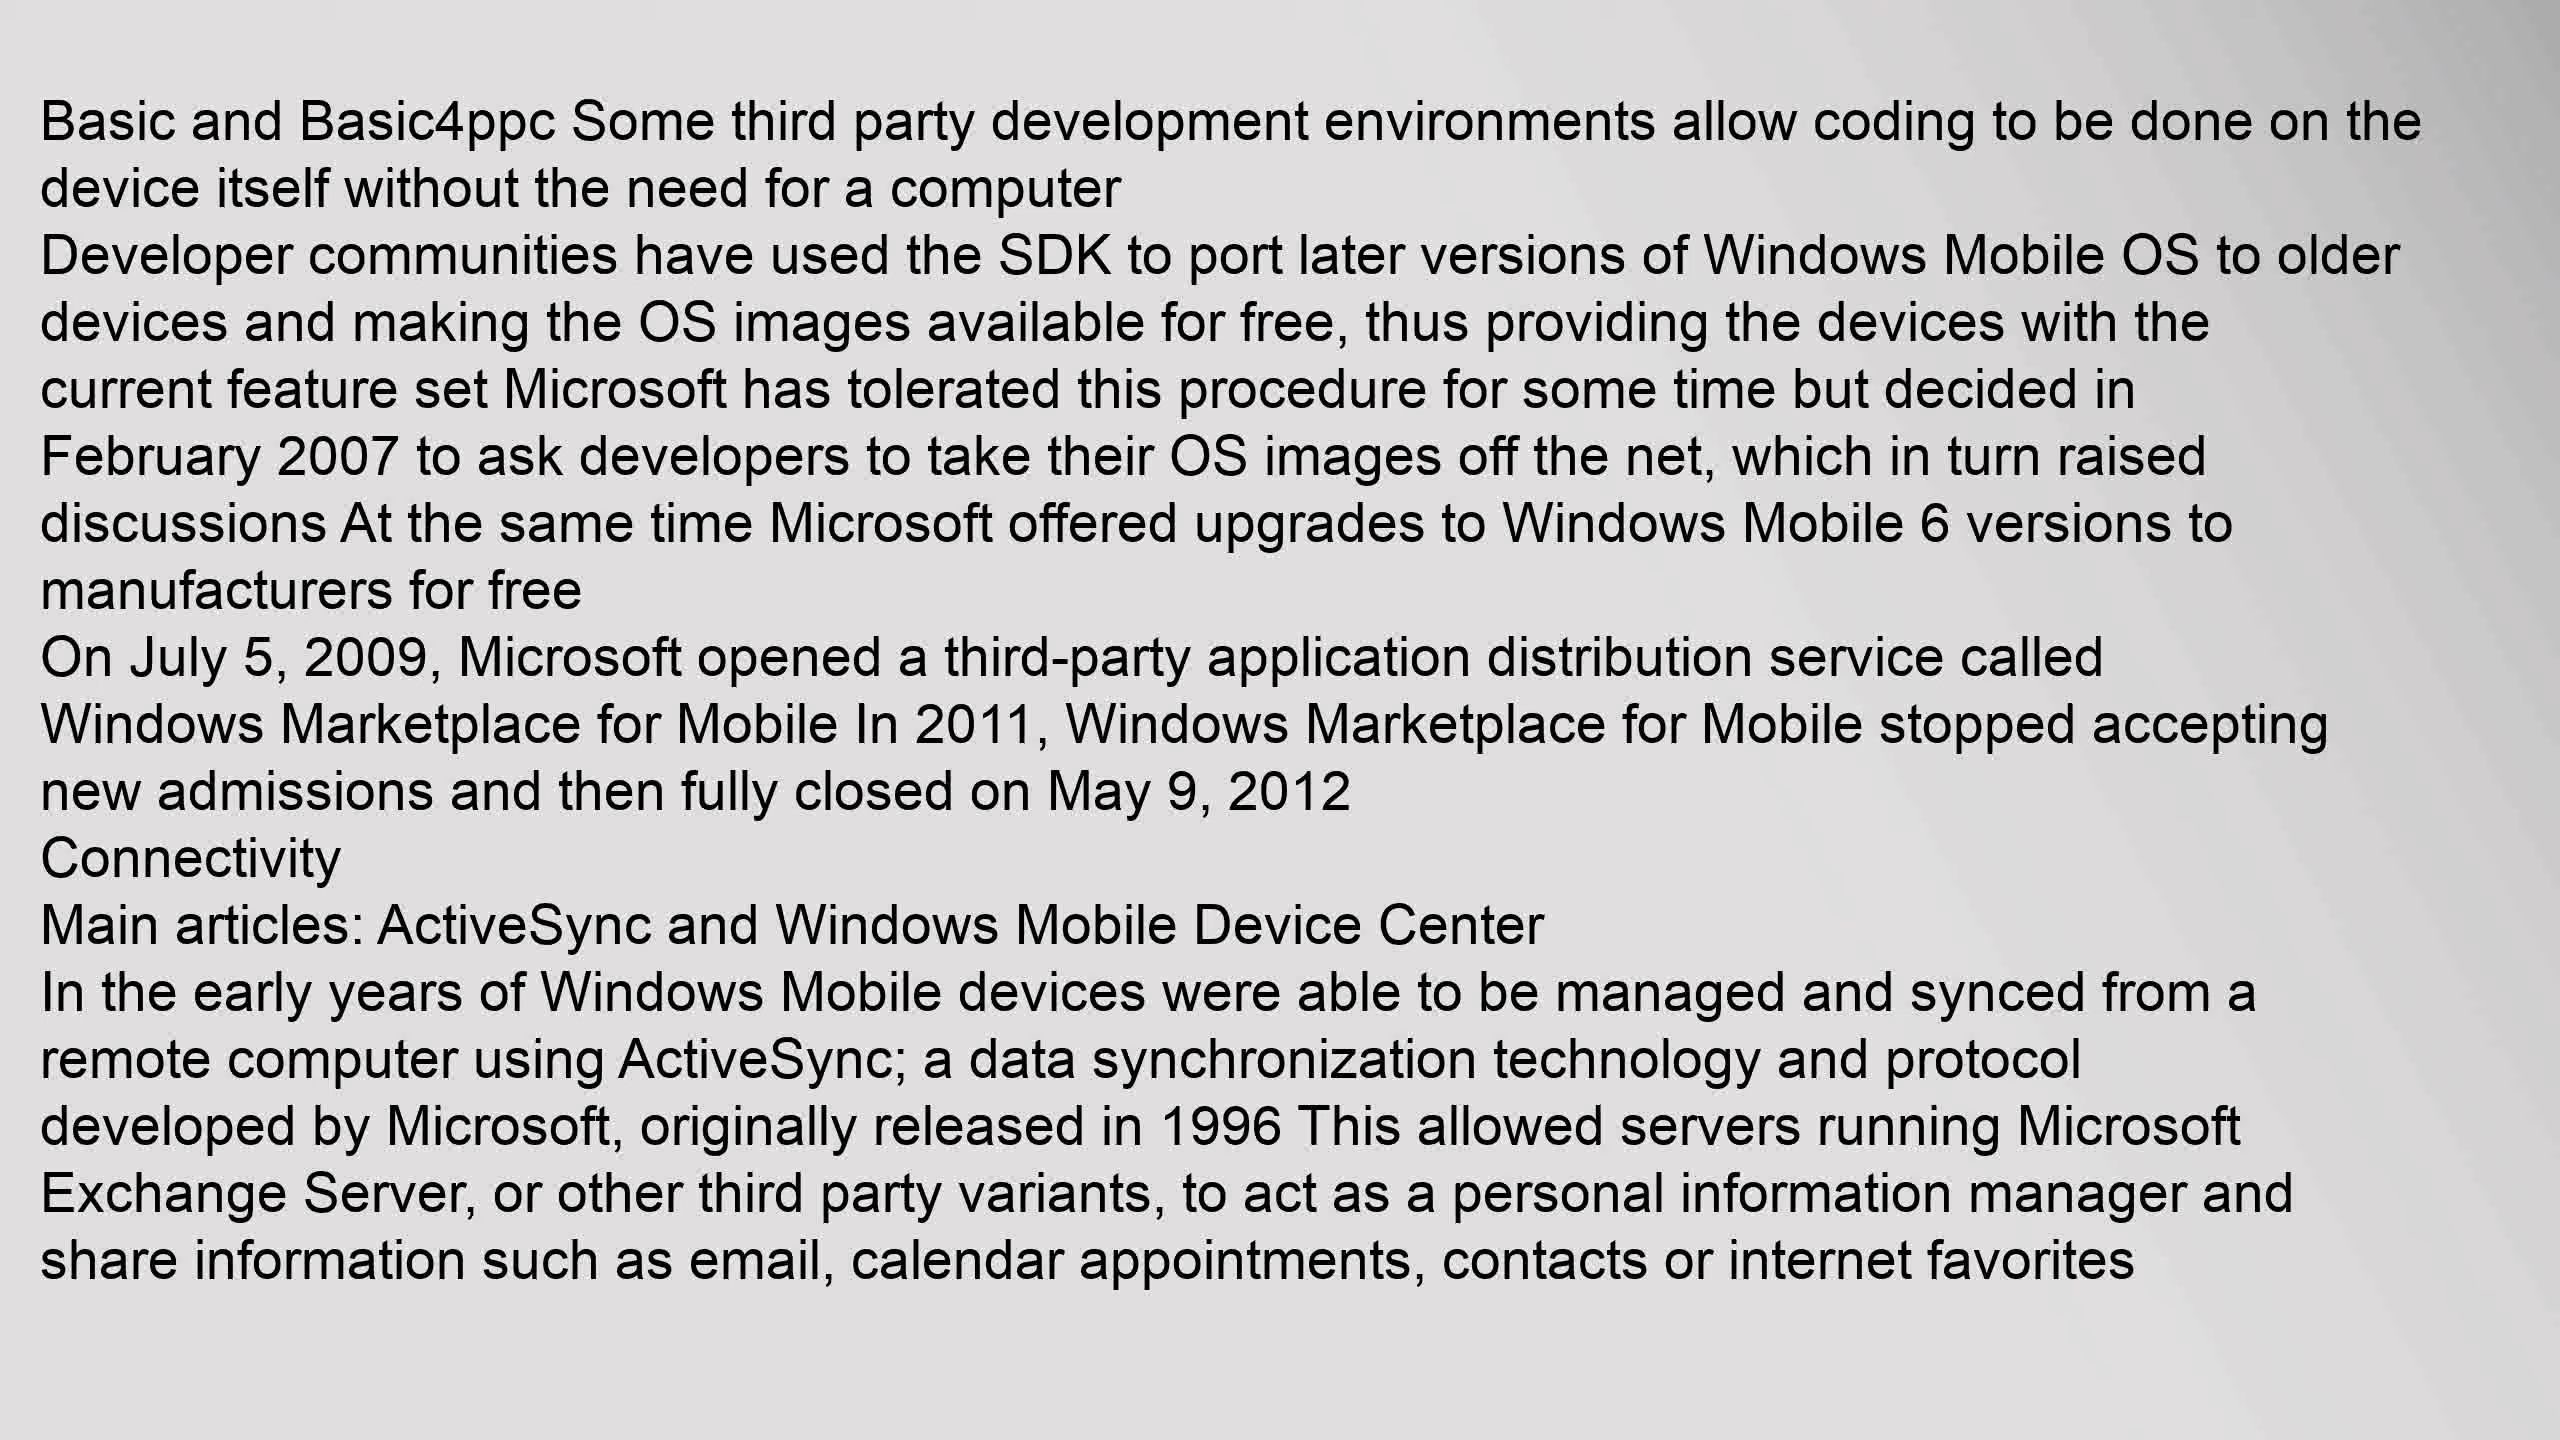 Basic and Basic4ppc Some third party development environments allow coding to be done on the
device itself without the need for a computer
Developer communities have used the SDK to port later versions of Windows Mobile OS to older
devices and making the OS images available for free, thus providing the devices with the
current feature set Microsoft has tolerated this procedure for some time but decided in
February 2007 to ask developers to take their OS images off the net, which in turn raised
discussions At the same time Microsoft offered upgrades to Windows Mobile 6 versions to
manufacturers for free
On July 5, 2009, Microsoft opened a third-party application distribution service called
Windows Marketplace for Mobile In 2011, Windows Marketplace for Mobile stopped accepting
new admissions and then fully closed on May 9, 2012
Connectivity
Main articles: ActiveSync and Windows Mobile Device Center
In the early years of Windows Mobile devices were able to be managed and synced from a
remote computer using ActiveSync; a data synchronization technology and protocol
developed by Microsoft, originally released in 1996 This allowed servers running Microsoft
Exchange Server, or other third party variants, to act as a personal information manager and
share information such as email, calendar appointments, contacts or internet favorites